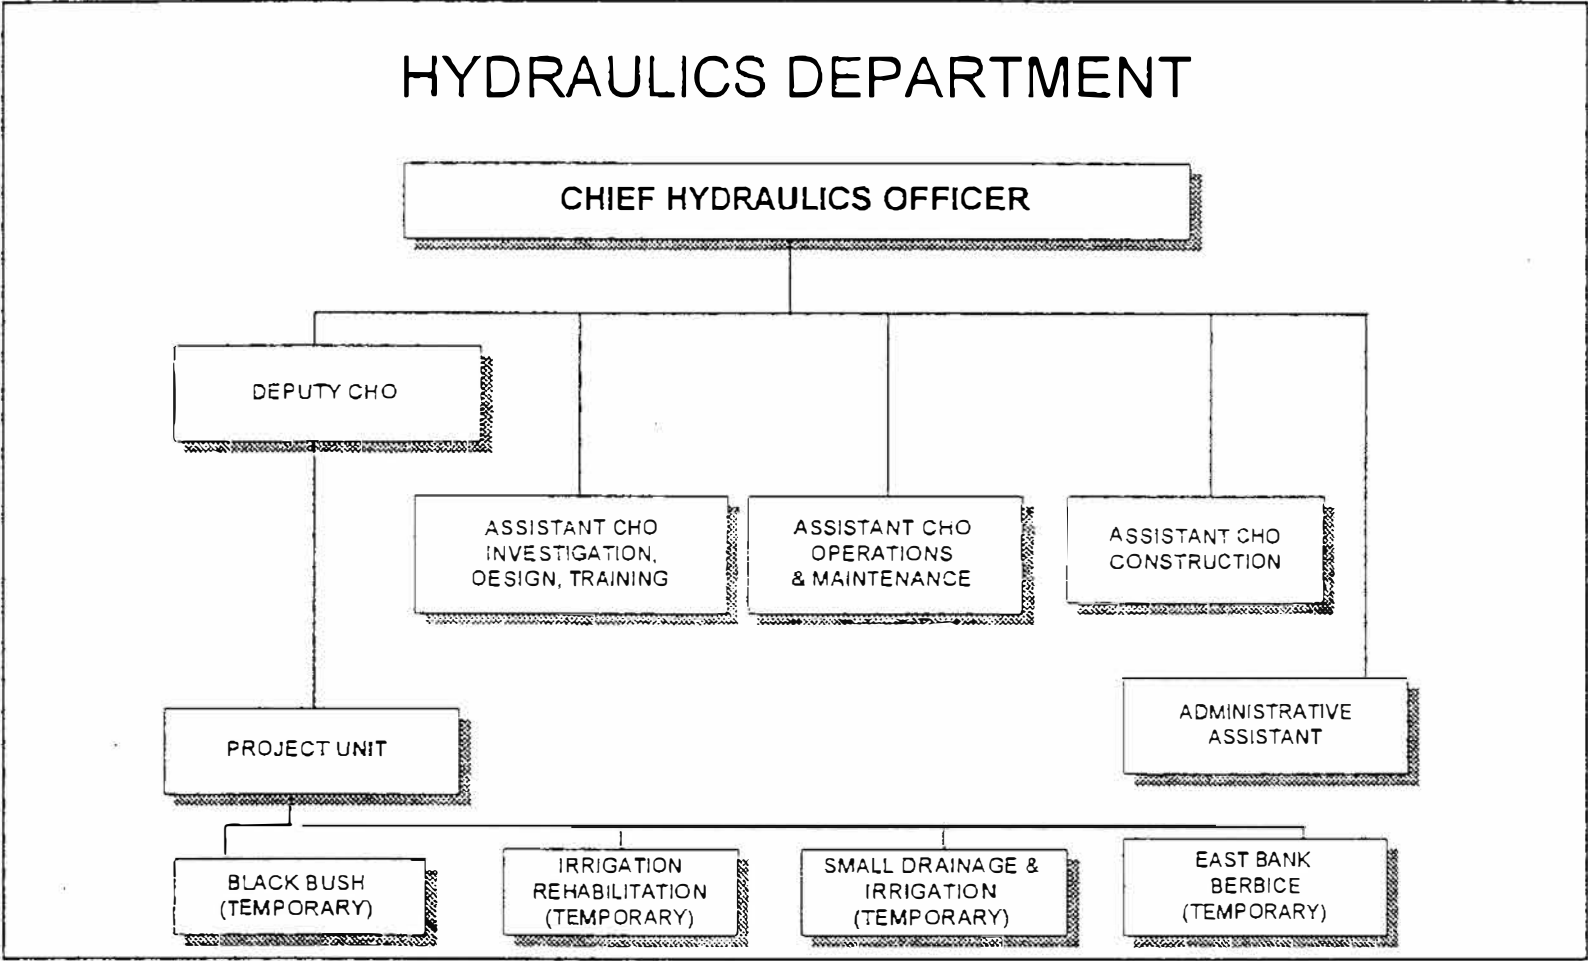 HYDRAULICS DEPARTMENT
CHIEF HYDRAULICS OFFICER
DEPUTY CHO
ASSISTANT CHO
INVESTIGATION,
DESIGN, TRAINING
ASSISTANT CHO
OPERATIONS
& MAINTENANCE
ASSISTANT CHO
CONSTRUCTION
ADMINISTRATIVE
ASSISTANT
PROJECT UNIT
BLACK BUSH
(TEMPORARY)
IRRIGATION
REHABILITATION
(TEMPORARY)
SMALL DRAINAGE &
IRRIGATION
(TEMPORARY)
EAST BANK
BERBICE
(TEMPORARY)